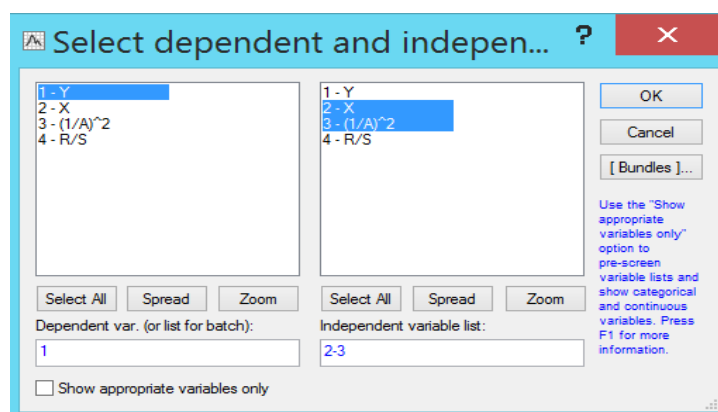 Select dependent and indepen... ?
1 - Y
2 - X
3 - (1/A)^2
4 - R/S
1 - Y
2 - X
3 - (1/A)^2
4 - R/S
OK
Cancel
[ Bundles ]...
Use the "Show
appropriate
variables only"
option to
pre-screen
variable lists and
show categorical
and continuous
variables. Press
F1 for more
information.
Select All Spread Zoom
Select All Spread Zoom
Dependent var. (or list for batch):
1
Independent variable list:
2-3
Show appropriate variables only